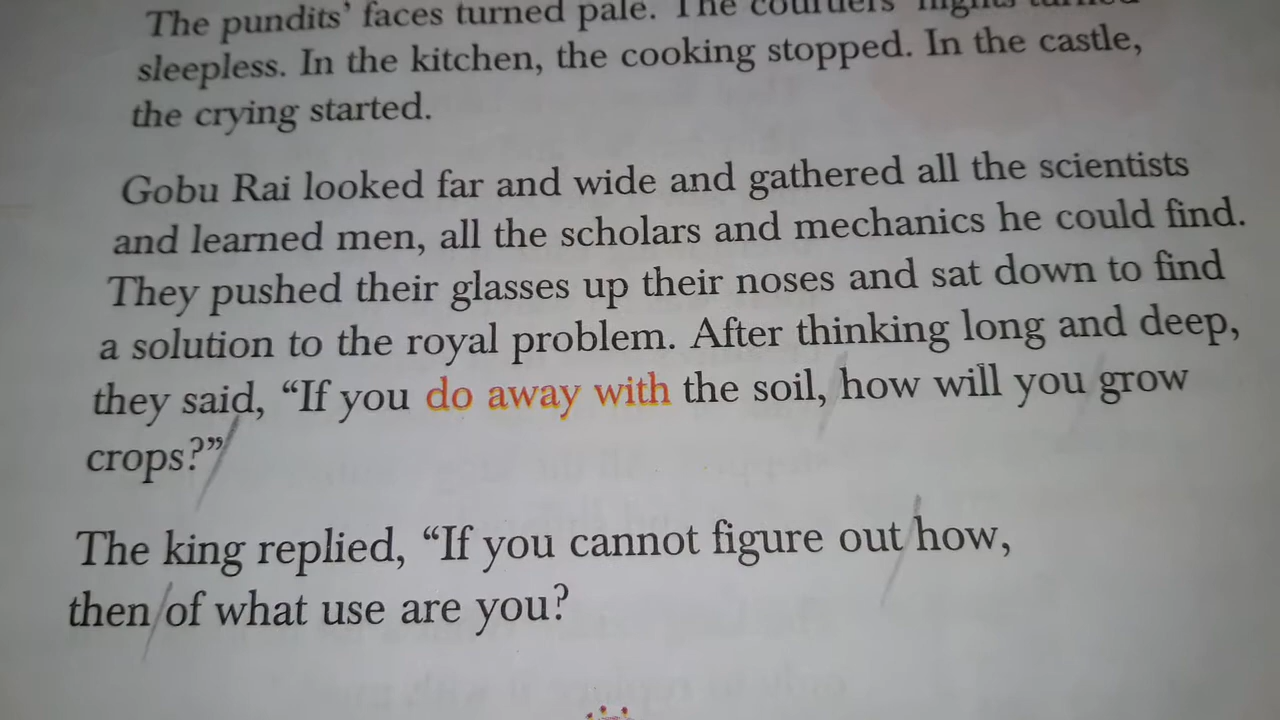 The pundits’ faces turned pale. The courtiers’ nights turned
sleepless. In the kitchen, the cooking stopped. In the castle,
the crying started.
Gobu Rai looked far and wide and gathered all the scientists
and learned men, all the scholars and mechanics he could find.
They pushed their glasses up their noses and sat down to find
a solution to the royal problem. After thinking long and deep,
they said, “If you do away with the soil, how will you grow
crops?”
The king replied, “If you cannot figure out how,
then of what use are you?